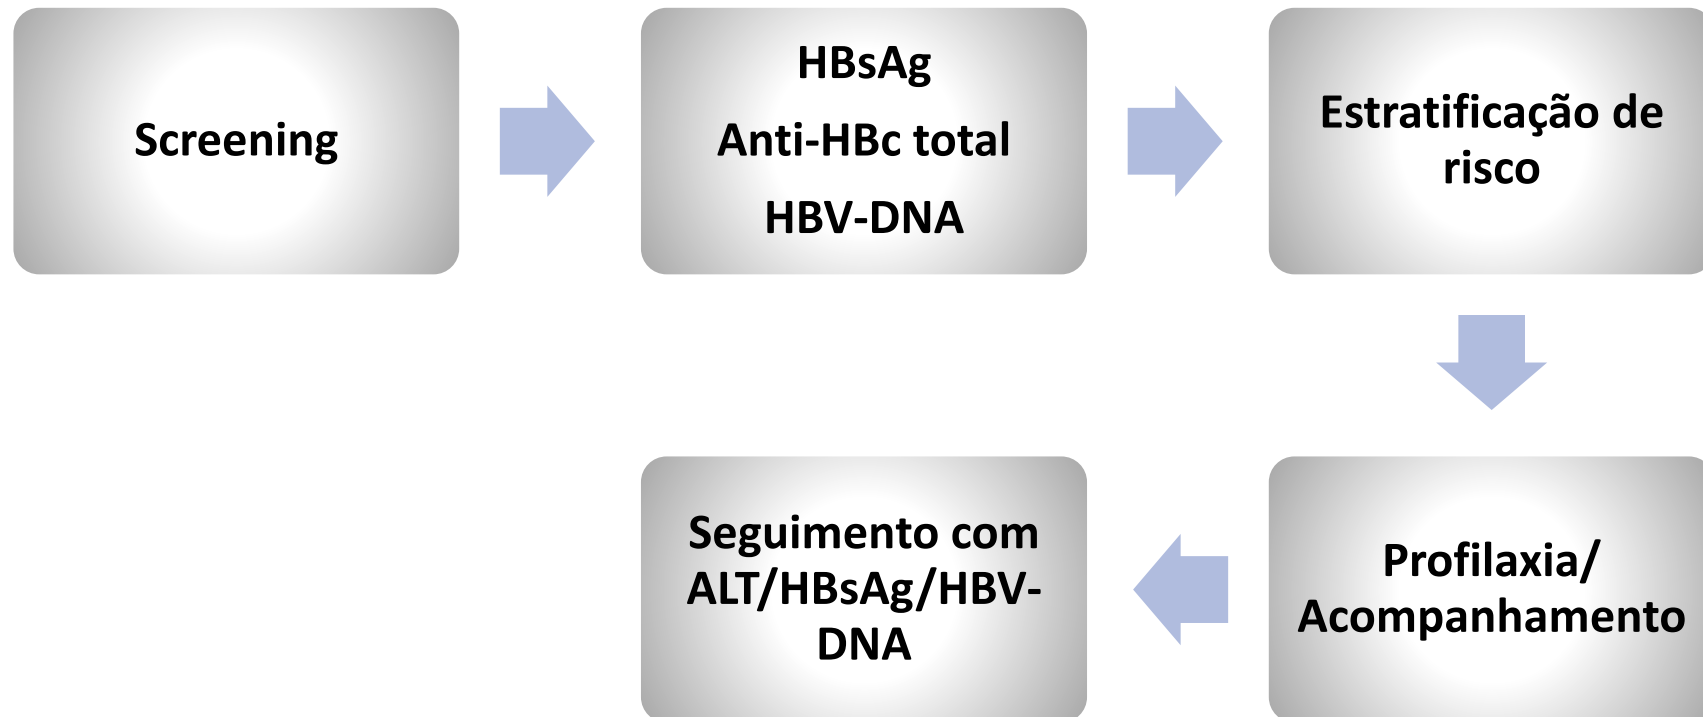 Screening
HBsAg
Anti-HBc total
HBV-DNA
Estratificação de
risco
Profilaxia/
Acompanhamento
Seguimento com
ALT/HBsAg/HBV-
DNA